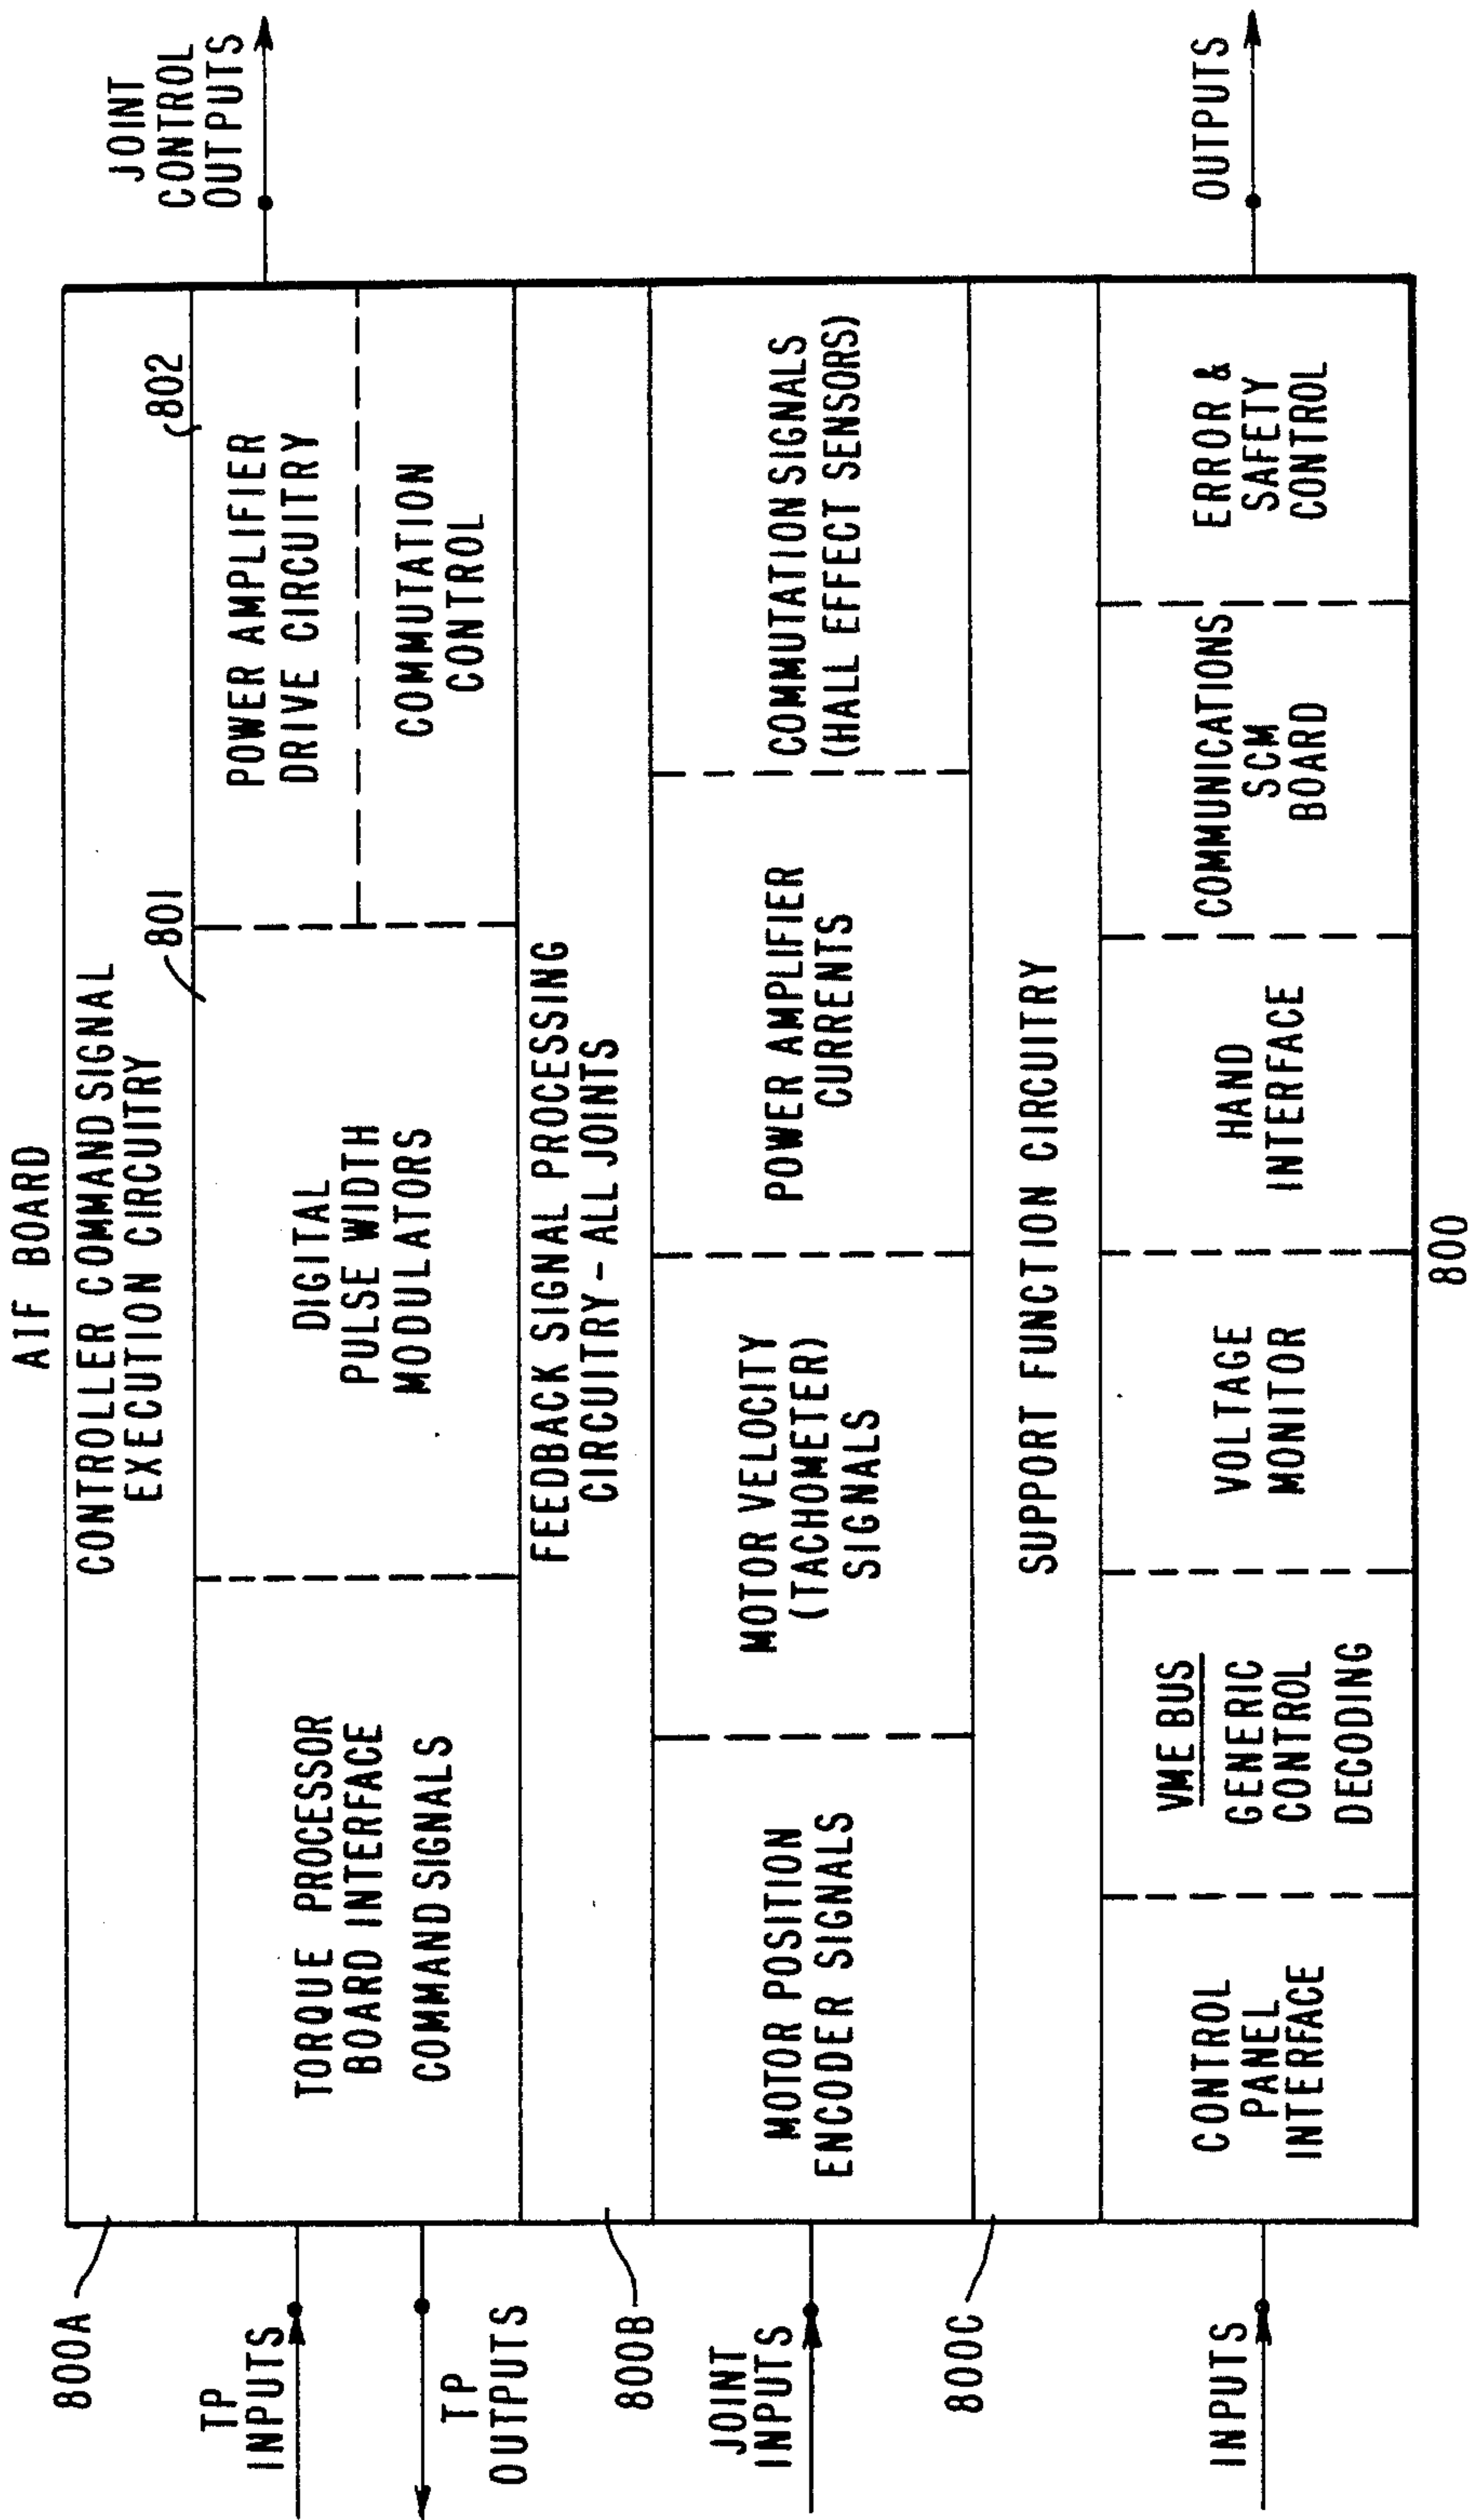 AIF BOARD
800A
CONTROLLER COMMAND SIGNAL
EXECUTION CIRCUITRY
TP
INPUTS
TP
OUTPUTS
TORQUE PROCESSOR
BOARD INTERFACE
COMMAND SIGNALS
801
DIGITAL
PULSE WIDTH
MODULATORS
802
POWER AMPLIFIER
DRIVE CIRCUITRY
COMMUTATION
CONTROL
JOINT
CONTROL
OUTPUTS
800B
FEEDBACK SIGNAL PROCESSING
CIRCUITRY - ALL JOINTS
JOINT
INPUTS
MOTOR POSITION
ENCODER SIGNALS
MOTOR VELOCITY
(TACHOMETER)
SIGNALS
POWER AMPLIFIER
CURRENTS
COMMUTATION SIGNALS
(HALL EFFECT SENSORS)
800C
SUPPORT FUNCTION CIRCUITRY
INPUTS
CONTROL
PANEL
INTERFACE
VME BUS
GENERIC
CONTROL
DECODING
VOLTAGE
MONITOR
HAND
INTERFACE
COMMUNICATIONS
SCM
BOARD
ERROR &
SAFETY
CONTROL
OUTPUTS
800